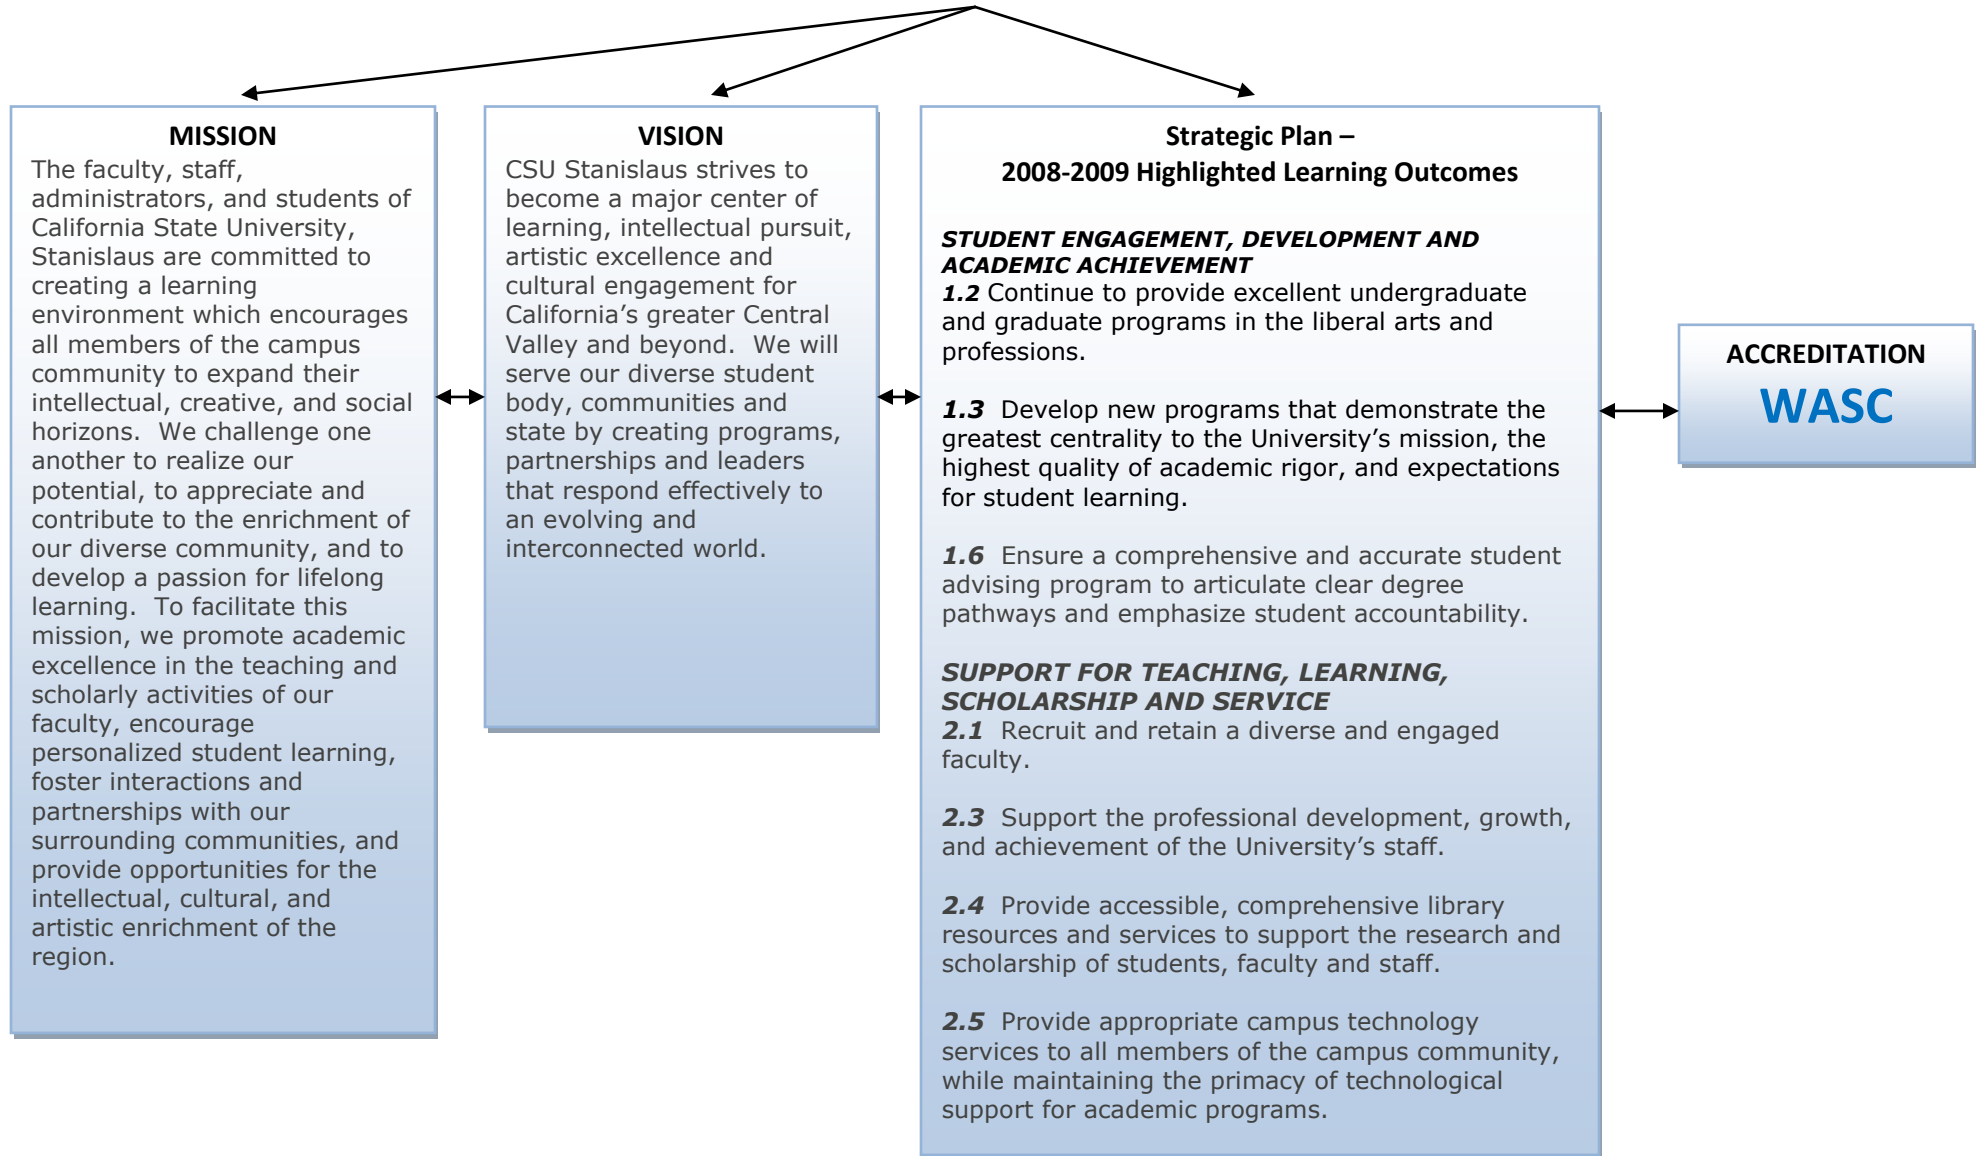 MISSION
The faculty, staff,
administrators, and students of
California State University,
Stanislaus are committed to
creating a learning
environment which encourages
all members of the campus
community to expand their
intellectual, creative, and social
horizons.  We challenge one
another to realize our
potential, to appreciate and
contribute to the enrichment of
our diverse community, and to
develop a passion for lifelong
learning.  To facilitate this
mission, we promote academic
excellence in the teaching and
scholarly activities of our
faculty, encourage
personalized student learning,
foster interactions and
partnerships with our
surrounding communities, and
provide opportunities for the
intellectual, cultural, and
artistic enrichment of the
region.
VISION
CSU Stanislaus strives to
become a major center of
learning, intellectual pursuit,
artistic excellence and
cultural engagement for
California’s greater Central
Valley and beyond.  We will
serve our diverse student
body, communities and
state by creating programs,
partnerships and leaders
that respond effectively to
an evolving and
interconnected world.
Strategic Plan –
2008-2009 Highlighted Learning Outcomes
STUDENT ENGAGEMENT, DEVELOPMENT AND
ACADEMIC ACHIEVEMENT
1.2 Continue to provide excellent undergraduate
and graduate programs in the liberal arts and
professions.
1.3  Develop new programs that demonstrate the
greatest centrality to the University’s mission, the
highest quality of academic rigor, and expectations
for student learning.
1.6  Ensure a comprehensive and accurate student
advising program to articulate clear degree
pathways and emphasize student accountability.
SUPPORT FOR TEACHING, LEARNING,
SCHOLARSHIP AND SERVICE
2.1  Recruit and retain a diverse and engaged
faculty.
2.3  Support the professional development, growth,
and achievement of the University’s staff.
2.4  Provide accessible, comprehensive library
resources and services to support the research and
scholarship of students, faculty and staff.
2.5  Provide appropriate campus technology
services to all members of the campus community,
while maintaining the primacy of technological
support for academic programs.
ACCREDITATION
WASC